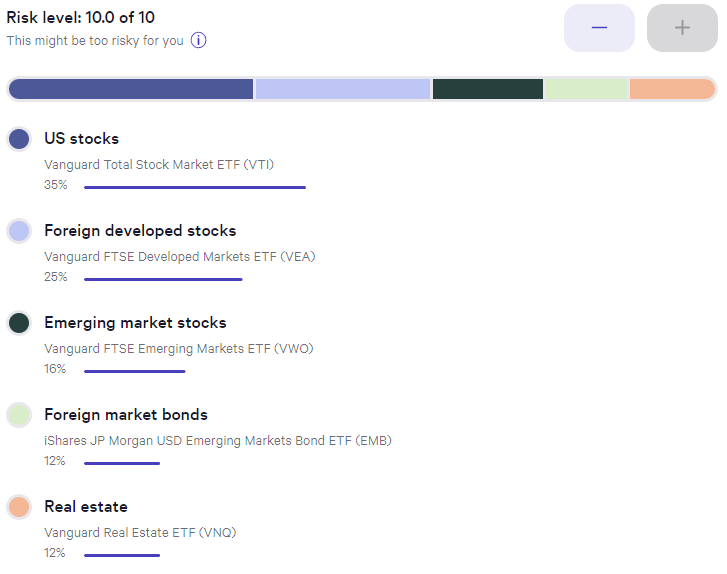 Risk level: 10.0 of 10
This might be too risky for you
US stocks
Vanguard Total Stock Market ETF (VTI)
35%
Foreign developed stocks
Vanguard FTSE Developed Markets ETF (VEA)
25%
Emerging market stocks
Vanguard FTSE Emerging Markets ETF (VWO)
16%
Foreign market bonds
iShares JP Morgan USD Emerging Markets Bond ETF (EMB)
12%
Real estate
Vanguard Real Estate ETF (VNQ)
12%